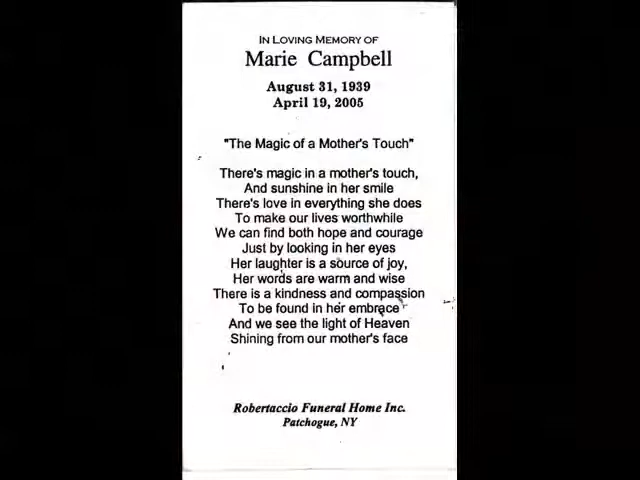 IN LOVING MEMORY OF
Marie Campbell
August 31, 1939
April 19, 2005
"The Magic of a Mother's Touch"
There's magic in a mother's touch,
And sunshine in her smile
There's love in everything she does
To make our lives worthwhile
We can find both hope and courage
Just by looking in her eyes
Her laughter is a source of joy,
Her words are warm and wise
There is a kindness and compassion
To be found in her embrace
And we see the light of Heaven
Shining from our mother's face
Robertaccio Funeral Home Inc.
Patchogue, NY